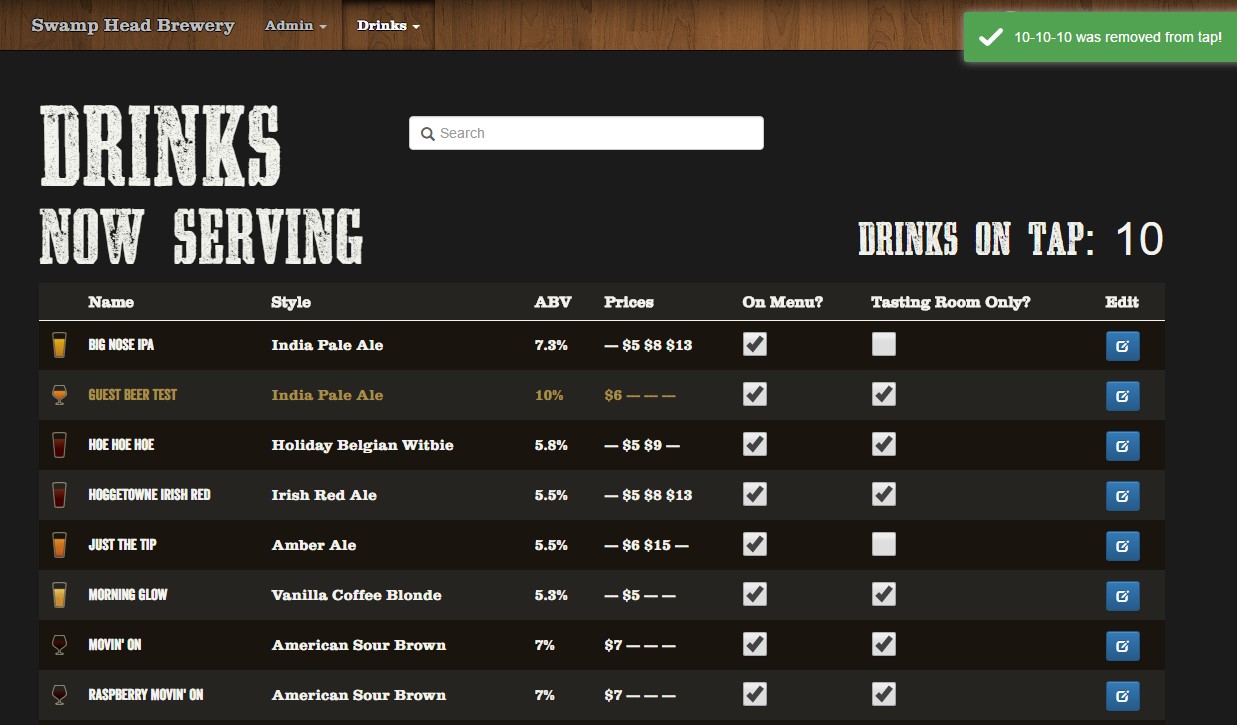 Swamp Head Brewery Admin Drinks
10-10-10 was removed from tap!
DRINKS
Search
NOW SERVING
DRINKS ON TAP: 10
Name Style ABV Prices On Menu? Tasting Room Only? Edit
BIG NOSE IPA India Pale Ale 7.3% — $5 $8 $13
GUEST BEER TEST India Pale Ale 10% $6 — — —
HOE HOE HOE Holiday Belgian Witbie 5.8% — $5 $9 —
HOGGETOWNE IRISH RED Irish Red Ale 5.5% — $5 $8 $13
JUST THE TIP Amber Ale 5.5% — $6 $15 —
MORNING GLOW Vanilla Coffee Blonde 5.3% — $5 — —
MOVIN' ON American Sour Brown 7% $7 — — —
RASPBERRY MOVIN' ON American Sour Brown 7% $7 — — —